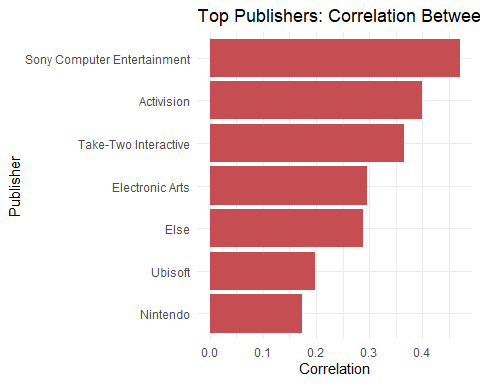 Top Publishers: Correlation Betwee
Sony Computer Entertainment
Activision
Take-Two Interactive
Electronic Arts
Else
Ubisoft
Nintendo
Publisher
0.0 0.1 0.2 0.3 0.4
Correlation